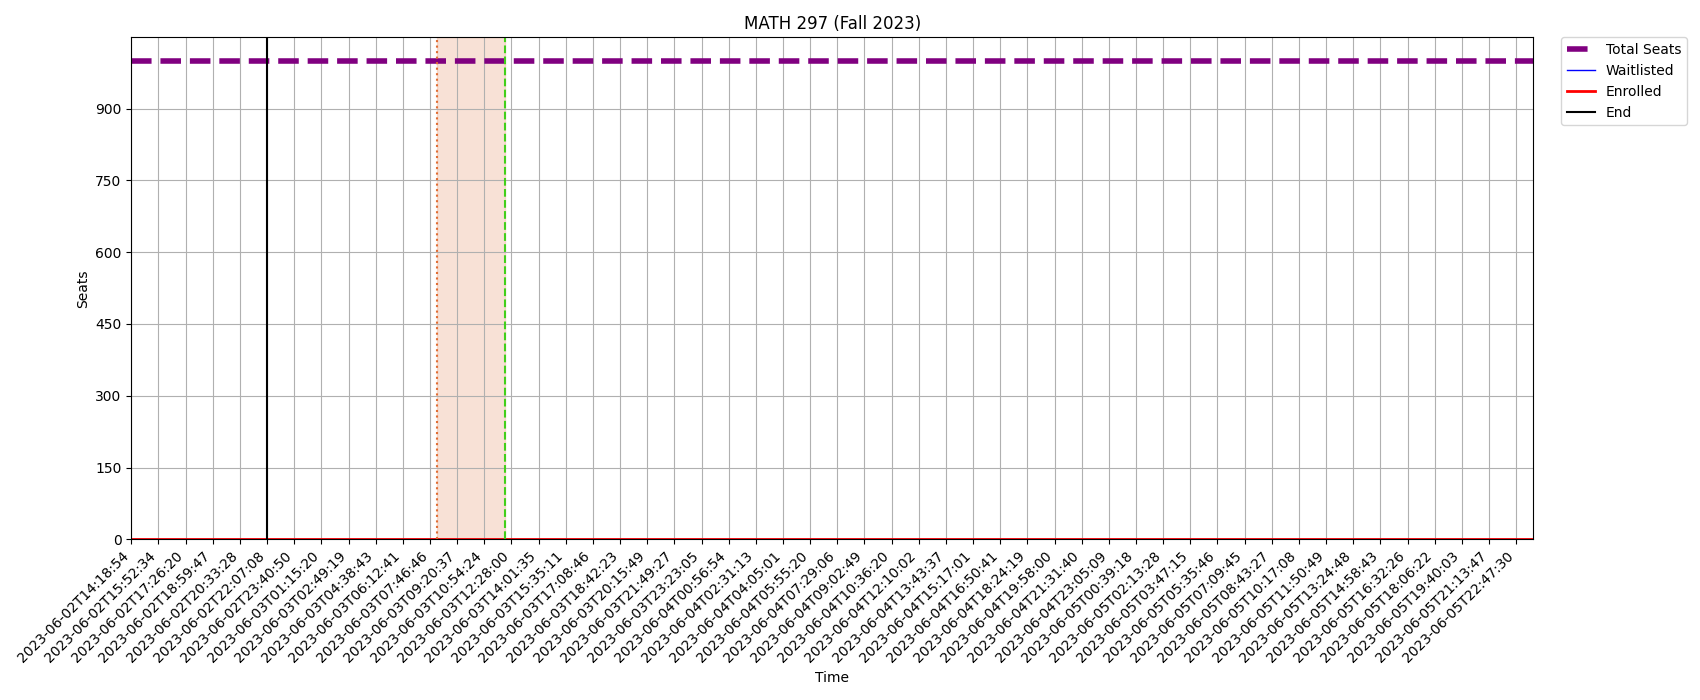 MATH 297 (Fall 2023)
Total Seats
Waitlisted
Enrolled
End
Seats
900
750
600
450
300
150
0
2023-06-02T14:18:54
2023-06-02T15:52:34
2023-06-02T17:26:20
2023-06-02T18:59:47
2023-06-02T20:33:28
2023-06-02T22:07:08
2023-06-02T23:40:50
2023-06-03T01:15:20
2023-06-03T02:49:19
2023-06-03T04:38:43
2023-06-03T06:12:41
2023-06-03T07:46:46
2023-06-03T09:20:37
2023-06-03T10:54:24
2023-06-03T12:28:00
2023-06-03T14:01:35
2023-06-03T15:35:11
2023-06-03T17:08:46
2023-06-03T18:42:23
2023-06-03T20:15:49
2023-06-03T21:49:27
2023-06-03T23:23:05
2023-06-04T00:56:54
2023-06-04T02:31:13
2023-06-04T04:05:01
2023-06-04T05:55:20
2023-06-04T07:29:06
2023-06-04T09:02:49
2023-06-04T10:36:20
2023-06-04T12:10:02
2023-06-04T13:43:37
2023-06-04T15:17:01
2023-06-04T16:50:41
2023-06-04T18:24:19
2023-06-04T19:58:00
2023-06-04T21:31:40
2023-06-04T23:05:09
2023-06-05T00:39:18
2023-06-05T02:13:28
2023-06-05T03:47:15
2023-06-05T05:35:46
2023-06-05T07:09:45
2023-06-05T08:43:27
2023-06-05T10:17:08
2023-06-05T11:50:49
2023-06-05T13:24:48
2023-06-05T14:58:43
2023-06-05T16:32:26
2023-06-05T18:06:22
2023-06-05T19:40:03
2023-06-05T21:13:47
2023-06-05T22:47:30
Time